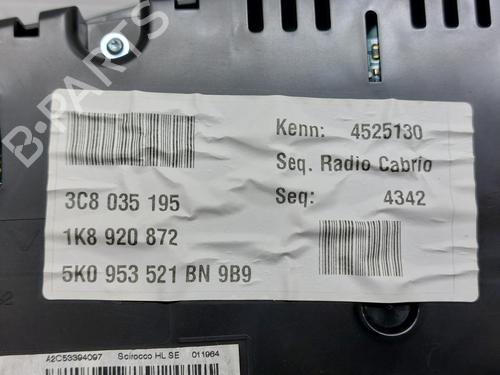 B-PARTS
Kenn: 4525130
Seq. Radio Cabrio
Seq: 4342
3C8 035 195
1K8 920 872
5K0 953 521 BN 9B9
A2C53394097 Scirocco HL SE 011964